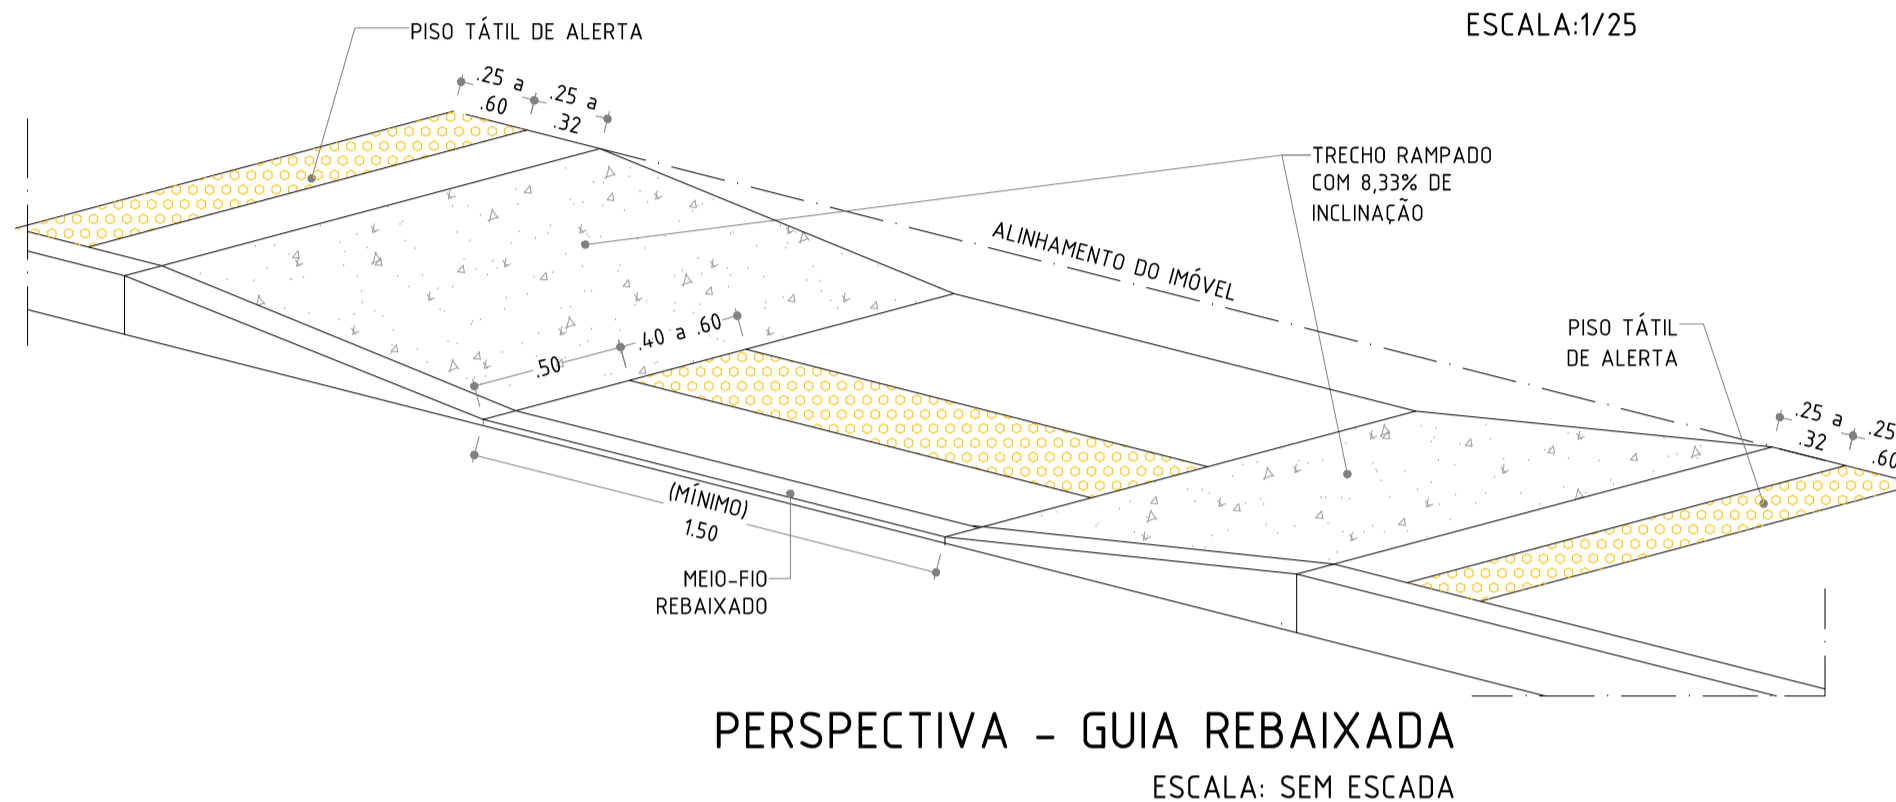 ESCALA:1/25
PISO TÁTIL DE ALERTA
.25 a
.60
.25 a
.32
TRECHO RAMPADO
COM 8,33% DE
INCLINAÇÃO
ALINHAMENTO DO IMÓVEL
.50
.40 a .60
PISO TÁTIL
DE ALERTA
.25 a
.32
.25
.60
(MÍNIMO)
1.50
MEIO-FIO
REBAIXADO
PERSPECTIVA - GUIA REBAIXADA
ESCALA: SEM ESCADA